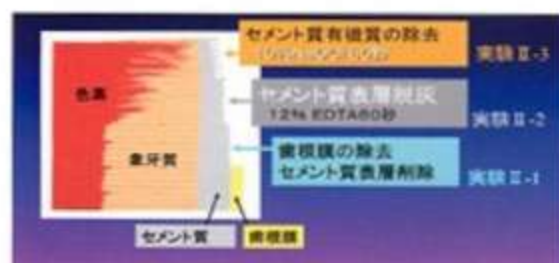 セメント質有機質の除去
実験Ⅱ-3
セメント質表層脱灰
12% EDTA60秒
実験Ⅱ-2
歯根膜の除去
セメント質表層削除
実験Ⅱ-1
色素
象牙質
セメント質
歯根膜